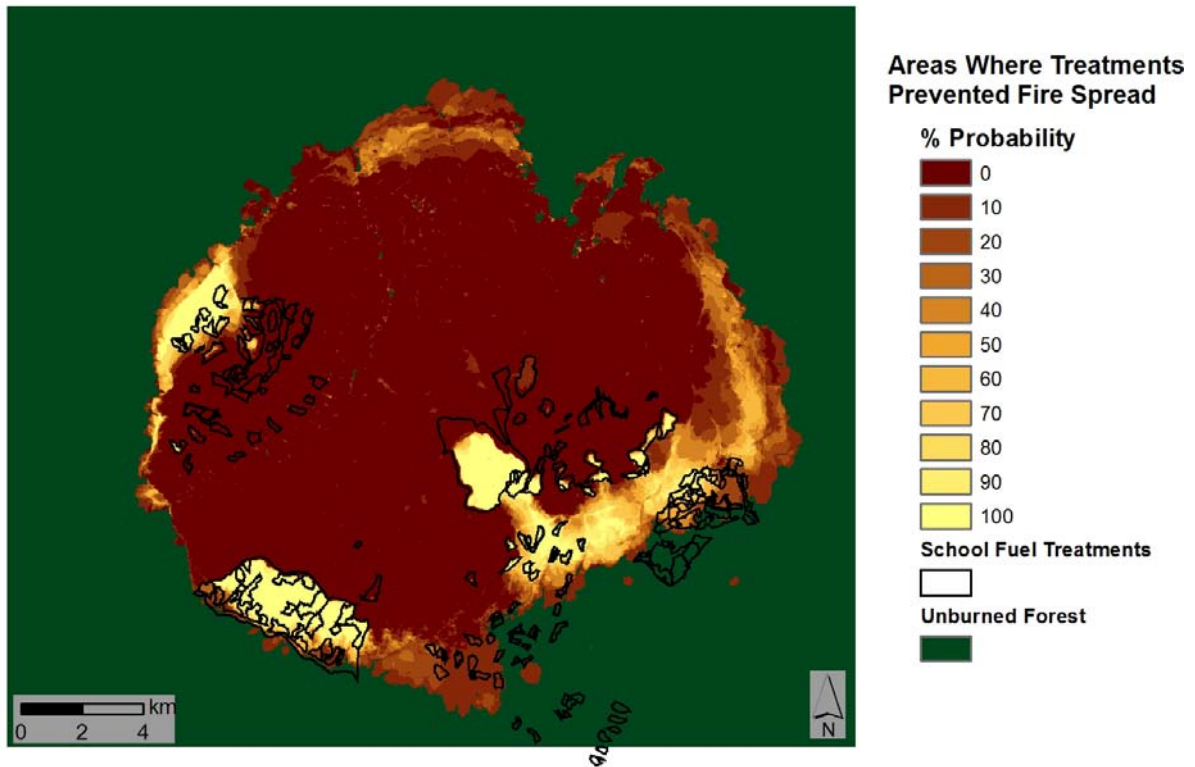 Areas Where Treatments
Prevented Fire Spread
% Probability
0
10
20
30
40
50
60
70
80
90
100
School Fuel Treatments
Unburned Forest
km
0 2 4
N